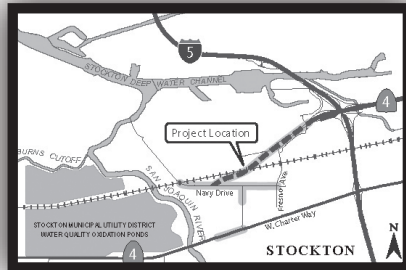 5
STOCKTON DEEP WATER CHANNEL
4
Project Location
BURNS CUTOFF
SAN JOAQUIN RIVER
Navy Drive
Fresno Ave
STOCKTON MUNICIPAL UTILITY DISTRICT
WATER QUALITY OXIDATION PONDS
W. Charter Way
4
STOCKTON
N